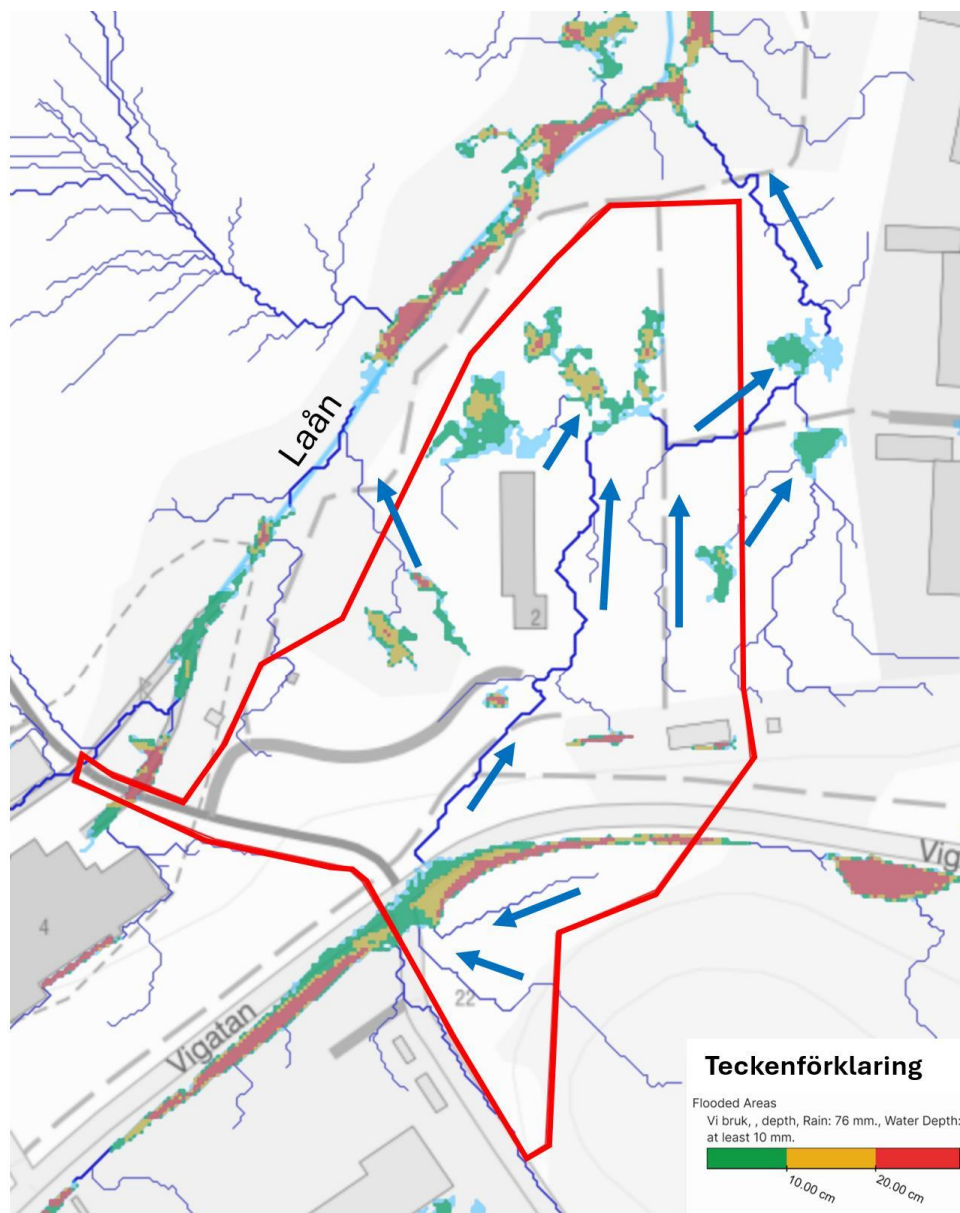 Laån
2
4
Vig
22
Vigatan
Teckenförklaring
Flooded Areas
Vi bruk, , depth, Rain: 76 mm., Water Depth:
at least 10 mm.
10.00 cm
20.00 cm